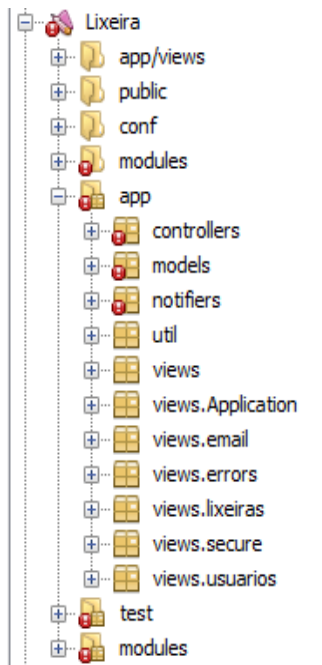 Lixeira
app/views
public
conf
modules
app
controllers
models
notifiers
util
views
views.Application
views.email
views.errors
views.lixeiras
views.secure
views.usuarios
test
modules